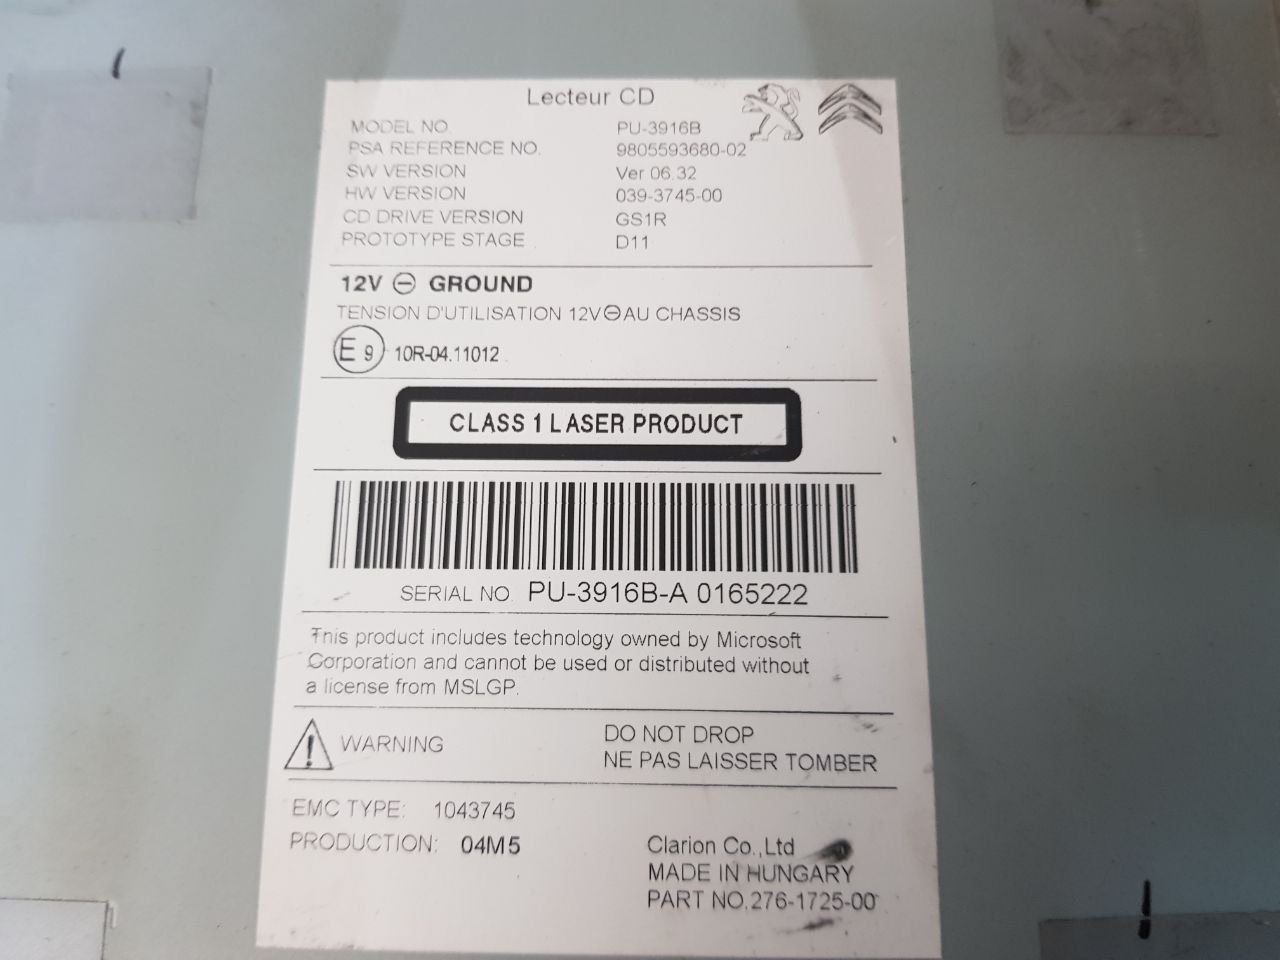 Lecteur CD
MODEL NO. PU-3916B
PSA REFERENCE NO. 9805593680-02
SW VERSION Ver 06.32
HW VERSION 039-3745-00
CD DRIVE VERSION GS1R
PROTOTYPE STAGE D11
12V ⊖ GROUND
TENSION D'UTILISATION 12V⊖AU CHASSIS
E9 10R-04.11012
CLASS 1 LASER PRODUCT
SERIAL NO. PU-3916B-A 0165222
This product includes technology owned by Microsoft
Corporation and cannot be used or distributed without
a license from MSLGP.
WARNING DO NOT DROP
NE PAS LAISSER TOMBER
EMC TYPE: 1043745
PRODUCTION: 04M5
Clarion Co.,Ltd
MADE IN HUNGARY
PART NO.276-1725-00